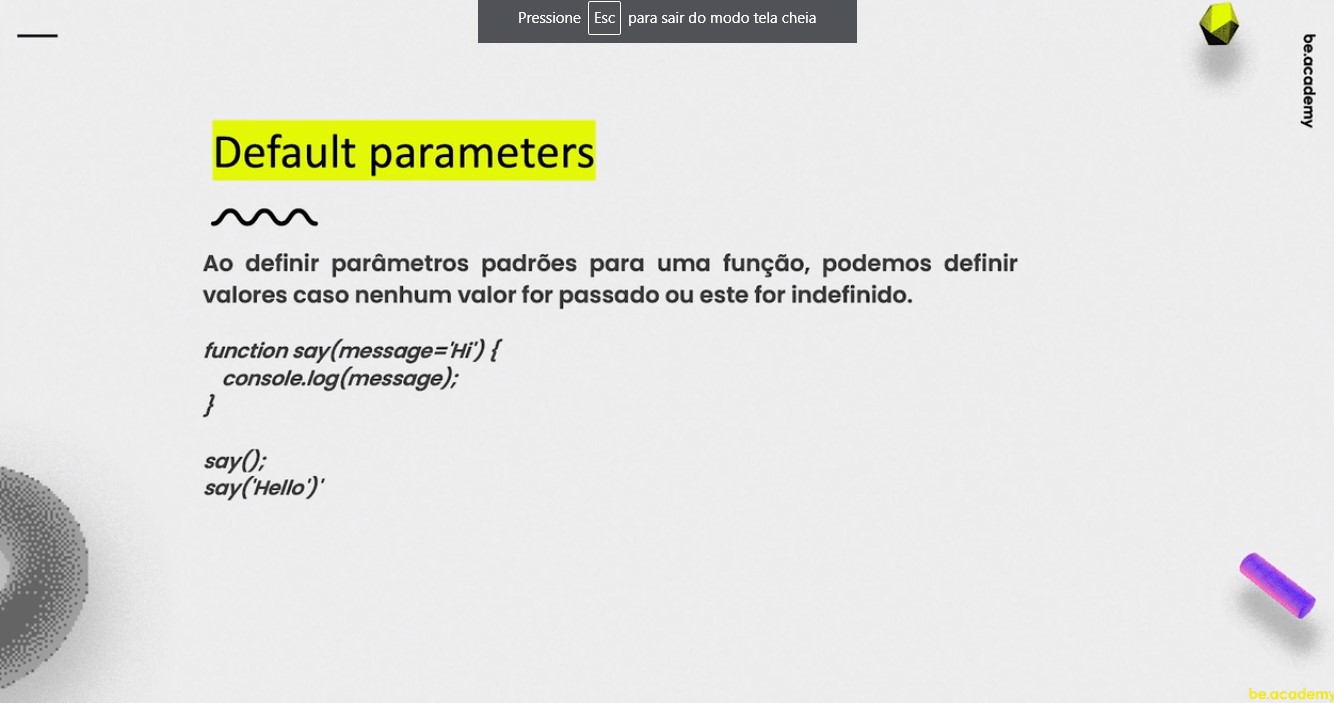 Pressione Esc para sair do modo tela cheia
be.academy
Default parameters
Ao definir parâmetros padrões para uma função, podemos definir
valores caso nenhum valor for passado ou este for indefinido.
function say(message='Hi') {
console.log(message);
}
say();
say('Hello')'
be.academy